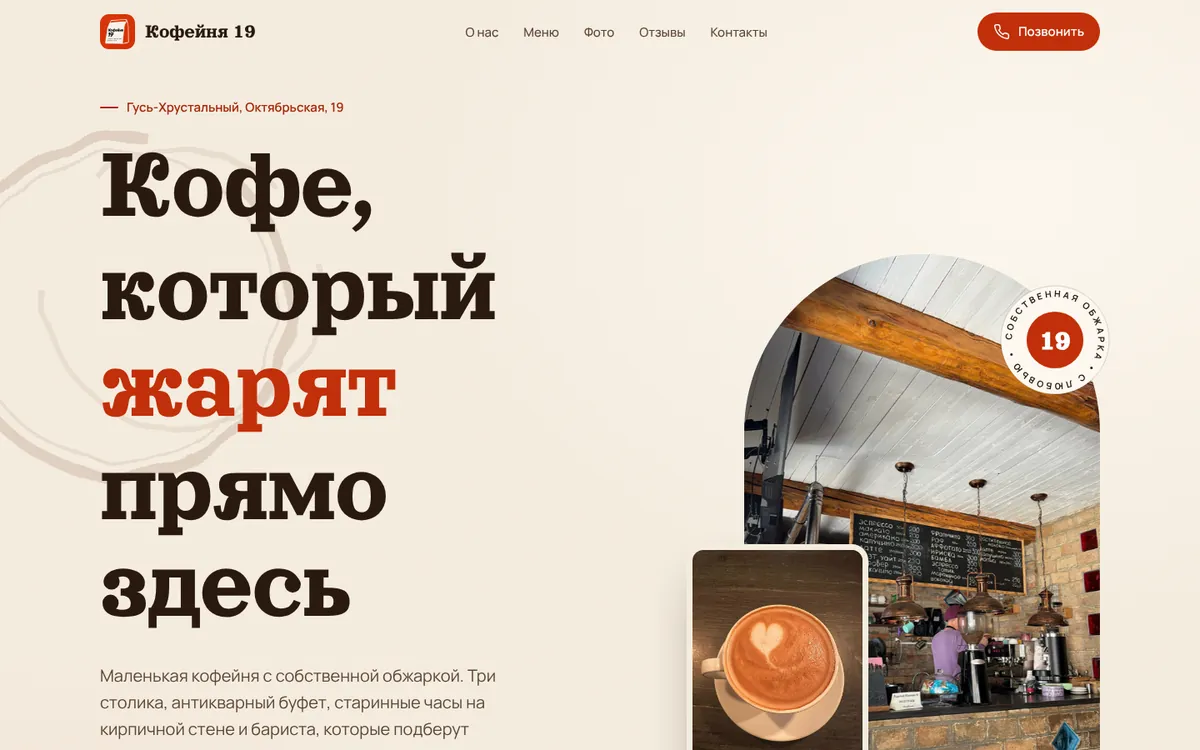 Кофейня 19
О нас
Меню
Фото
Отзывы
Контакты
Позвонить
Гусь-Хрустальный, Октябрьская, 19
Кофе,
который
жарят
прямо
здесь
Маленькая кофейня с собственной обжаркой. Три
столика, антикварный буфет, старинные часы на
кирпичной стене и бариста, которые подберут
СОБСТВЕННАЯ ОБЖАРКА • С ЛЮБОВЬЮ •
19
эспрессо